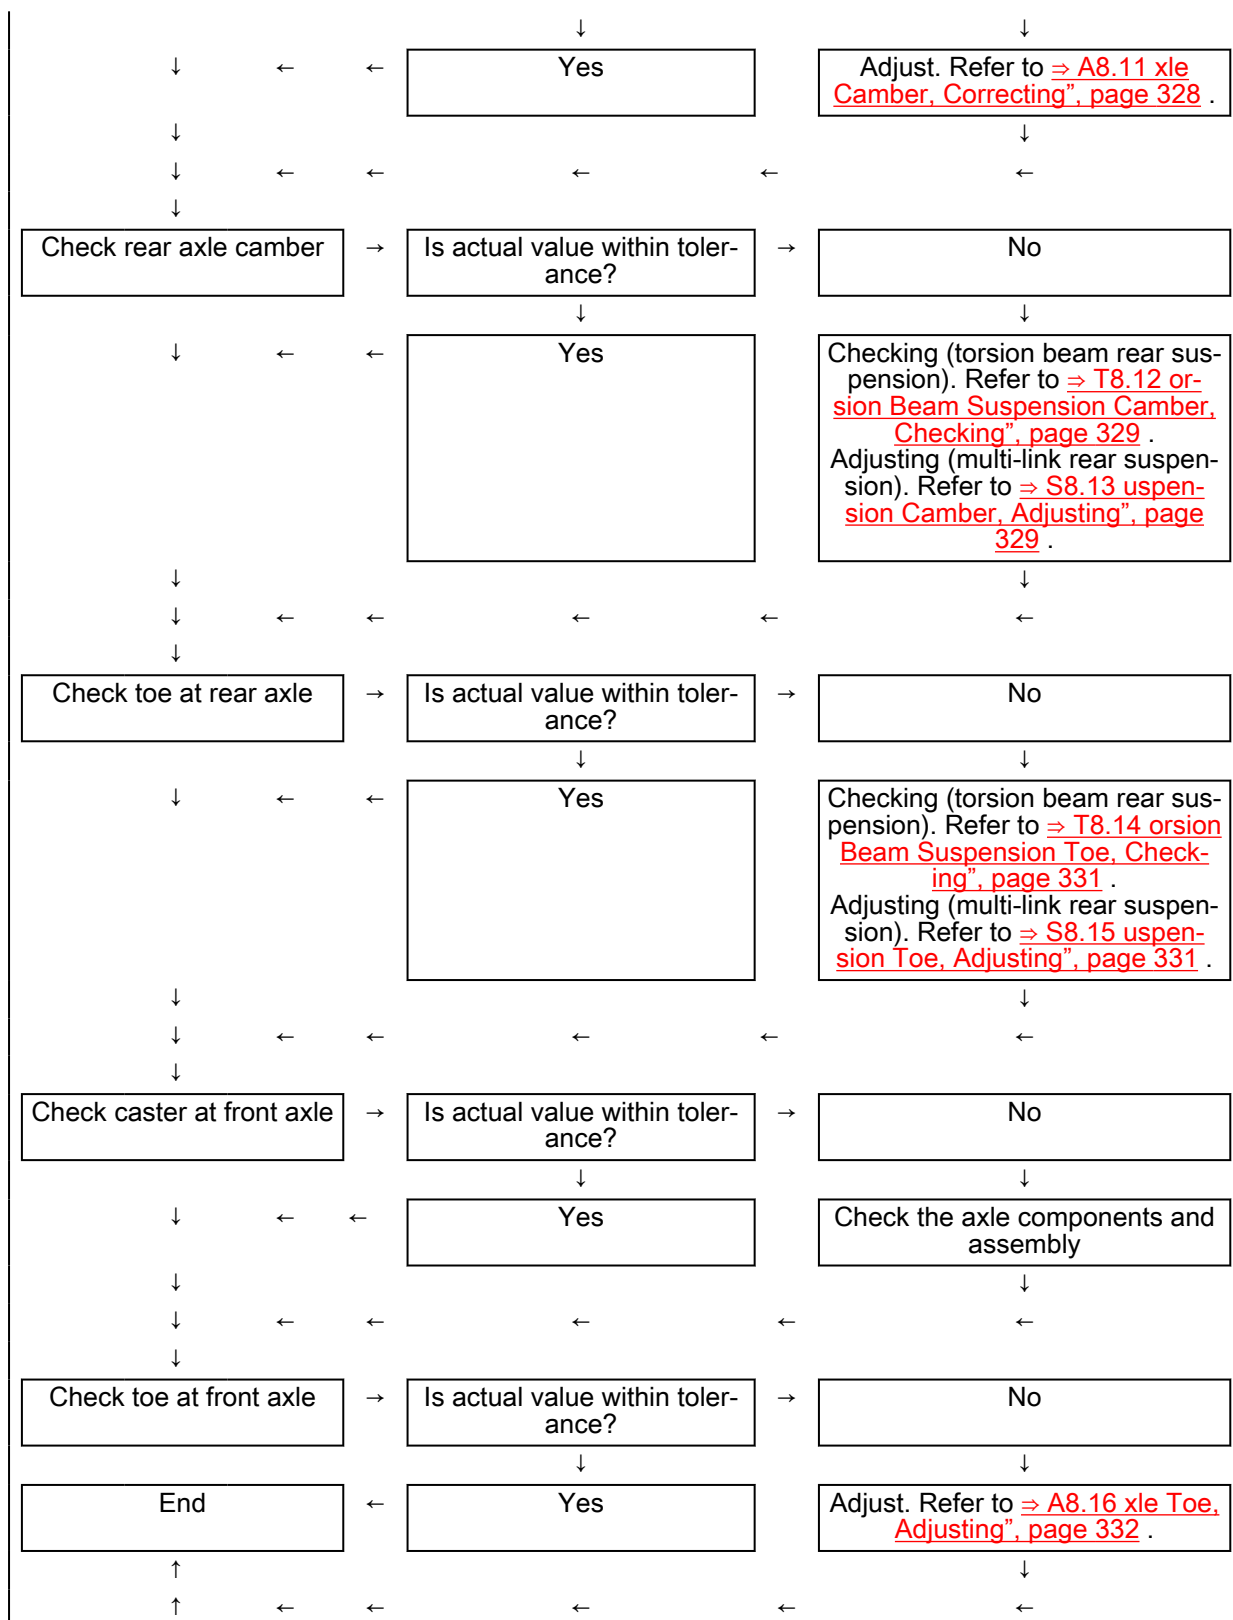 ↓ ↓
↓ ← ← Yes Adjust. Refer to ⇒ A8.11 xle
Camber, Correcting”, page 328 .
↓ ↓
↓ ← ← ← ← ←
↓
Check rear axle camber → Is actual value within toler- → No
ance?
↓ ↓
↓ ← ← Yes Checking (torsion beam rear sus-
pension). Refer to ⇒ T8.12 or-
sion Beam Suspension Camber,
Checking”, page 329 .
Adjusting (multi-link rear suspen-
sion). Refer to ⇒ S8.13 uspen-
sion Camber, Adjusting”, page
329 .
↓ ↓
↓ ← ← ← ← ←
↓
Check toe at rear axle → Is actual value within toler- → No
ance?
↓ ↓
↓ ← ← Yes Checking (torsion beam rear sus-
pension). Refer to ⇒ T8.14 orsion
Beam Suspension Toe, Check-
ing”, page 331 .
Adjusting (multi-link rear suspen-
sion). Refer to ⇒ S8.15 uspen-
sion Toe, Adjusting”, page 331 .
↓ ↓
↓ ← ← ← ← ←
↓
Check caster at front axle → Is actual value within toler- → No
ance?
↓ ↓
↓ ← ← Yes Check the axle components and
assembly
↓ ↓
↓ ← ← ← ← ←
↓
Check toe at front axle → Is actual value within toler- → No
ance?
↓ ↓
End ← Yes Adjust. Refer to ⇒ A8.16 xle Toe,
Adjusting”, page 332 .
↑ ↓
↑ ← ← ← ← ←